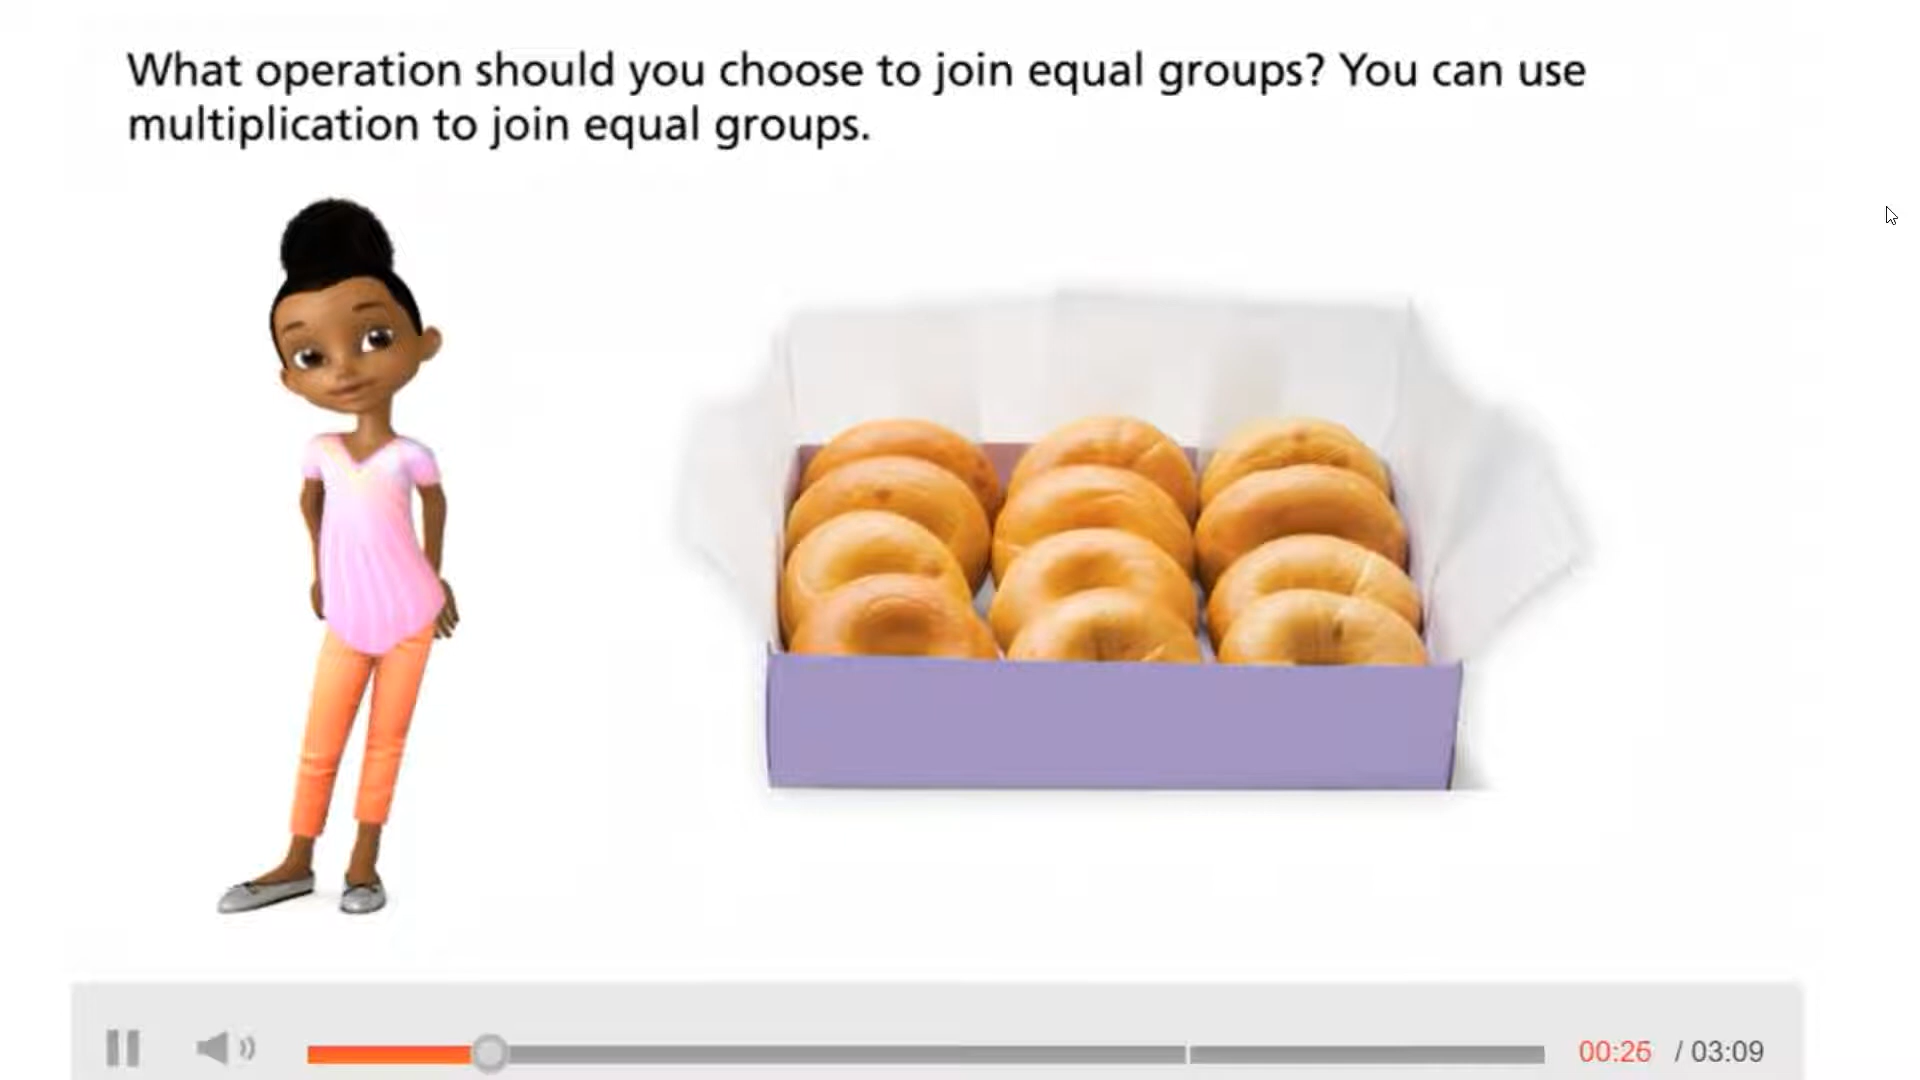 What operation should you choose to join equal groups? You can use
multiplication to join equal groups.
00:26 / 03:09